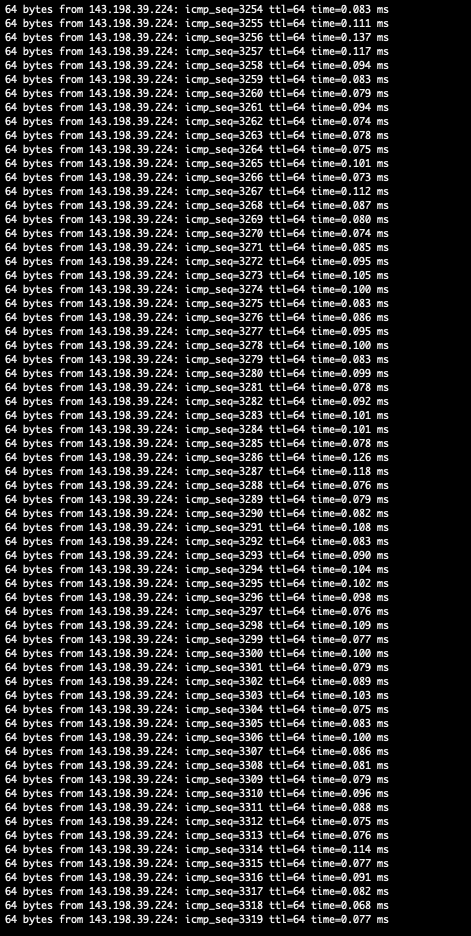 64 bytes from 143.198.39.224: icmp_seq=3254 ttl=64 time=0.083 ms
64 bytes from 143.198.39.224: icmp_seq=3255 ttl=64 time=0.111 ms
64 bytes from 143.198.39.224: icmp_seq=3256 ttl=64 time=0.137 ms
64 bytes from 143.198.39.224: icmp_seq=3257 ttl=64 time=0.117 ms
64 bytes from 143.198.39.224: icmp_seq=3258 ttl=64 time=0.094 ms
64 bytes from 143.198.39.224: icmp_seq=3259 ttl=64 time=0.083 ms
64 bytes from 143.198.39.224: icmp_seq=3260 ttl=64 time=0.079 ms
64 bytes from 143.198.39.224: icmp_seq=3261 ttl=64 time=0.094 ms
64 bytes from 143.198.39.224: icmp_seq=3262 ttl=64 time=0.074 ms
64 bytes from 143.198.39.224: icmp_seq=3263 ttl=64 time=0.078 ms
64 bytes from 143.198.39.224: icmp_seq=3264 ttl=64 time=0.075 ms
64 bytes from 143.198.39.224: icmp_seq=3265 ttl=64 time=0.101 ms
64 bytes from 143.198.39.224: icmp_seq=3266 ttl=64 time=0.073 ms
64 bytes from 143.198.39.224: icmp_seq=3267 ttl=64 time=0.112 ms
64 bytes from 143.198.39.224: icmp_seq=3268 ttl=64 time=0.087 ms
64 bytes from 143.198.39.224: icmp_seq=3269 ttl=64 time=0.080 ms
64 bytes from 143.198.39.224: icmp_seq=3270 ttl=64 time=0.074 ms
64 bytes from 143.198.39.224: icmp_seq=3271 ttl=64 time=0.085 ms
64 bytes from 143.198.39.224: icmp_seq=3272 ttl=64 time=0.095 ms
64 bytes from 143.198.39.224: icmp_seq=3273 ttl=64 time=0.105 ms
64 bytes from 143.198.39.224: icmp_seq=3274 ttl=64 time=0.100 ms
64 bytes from 143.198.39.224: icmp_seq=3275 ttl=64 time=0.083 ms
64 bytes from 143.198.39.224: icmp_seq=3276 ttl=64 time=0.086 ms
64 bytes from 143.198.39.224: icmp_seq=3277 ttl=64 time=0.095 ms
64 bytes from 143.198.39.224: icmp_seq=3278 ttl=64 time=0.100 ms
64 bytes from 143.198.39.224: icmp_seq=3279 ttl=64 time=0.083 ms
64 bytes from 143.198.39.224: icmp_seq=3280 ttl=64 time=0.099 ms
64 bytes from 143.198.39.224: icmp_seq=3281 ttl=64 time=0.078 ms
64 bytes from 143.198.39.224: icmp_seq=3282 ttl=64 time=0.092 ms
64 bytes from 143.198.39.224: icmp_seq=3283 ttl=64 time=0.101 ms
64 bytes from 143.198.39.224: icmp_seq=3284 ttl=64 time=0.101 ms
64 bytes from 143.198.39.224: icmp_seq=3285 ttl=64 time=0.078 ms
64 bytes from 143.198.39.224: icmp_seq=3286 ttl=64 time=0.126 ms
64 bytes from 143.198.39.224: icmp_seq=3287 ttl=64 time=0.118 ms
64 bytes from 143.198.39.224: icmp_seq=3288 ttl=64 time=0.076 ms
64 bytes from 143.198.39.224: icmp_seq=3289 ttl=64 time=0.079 ms
64 bytes from 143.198.39.224: icmp_seq=3290 ttl=64 time=0.082 ms
64 bytes from 143.198.39.224: icmp_seq=3291 ttl=64 time=0.108 ms
64 bytes from 143.198.39.224: icmp_seq=3292 ttl=64 time=0.083 ms
64 bytes from 143.198.39.224: icmp_seq=3293 ttl=64 time=0.090 ms
64 bytes from 143.198.39.224: icmp_seq=3294 ttl=64 time=0.104 ms
64 bytes from 143.198.39.224: icmp_seq=3295 ttl=64 time=0.102 ms
64 bytes from 143.198.39.224: icmp_seq=3296 ttl=64 time=0.098 ms
64 bytes from 143.198.39.224: icmp_seq=3297 ttl=64 time=0.076 ms
64 bytes from 143.198.39.224: icmp_seq=3298 ttl=64 time=0.109 ms
64 bytes from 143.198.39.224: icmp_seq=3299 ttl=64 time=0.077 ms
64 bytes from 143.198.39.224: icmp_seq=3300 ttl=64 time=0.100 ms
64 bytes from 143.198.39.224: icmp_seq=3301 ttl=64 time=0.079 ms
64 bytes from 143.198.39.224: icmp_seq=3302 ttl=64 time=0.089 ms
64 bytes from 143.198.39.224: icmp_seq=3303 ttl=64 time=0.103 ms
64 bytes from 143.198.39.224: icmp_seq=3304 ttl=64 time=0.075 ms
64 bytes from 143.198.39.224: icmp_seq=3305 ttl=64 time=0.083 ms
64 bytes from 143.198.39.224: icmp_seq=3306 ttl=64 time=0.100 ms
64 bytes from 143.198.39.224: icmp_seq=3307 ttl=64 time=0.086 ms
64 bytes from 143.198.39.224: icmp_seq=3308 ttl=64 time=0.081 ms
64 bytes from 143.198.39.224: icmp_seq=3309 ttl=64 time=0.079 ms
64 bytes from 143.198.39.224: icmp_seq=3310 ttl=64 time=0.096 ms
64 bytes from 143.198.39.224: icmp_seq=3311 ttl=64 time=0.088 ms
64 bytes from 143.198.39.224: icmp_seq=3312 ttl=64 time=0.075 ms
64 bytes from 143.198.39.224: icmp_seq=3313 ttl=64 time=0.076 ms
64 bytes from 143.198.39.224: icmp_seq=3314 ttl=64 time=0.114 ms
64 bytes from 143.198.39.224: icmp_seq=3315 ttl=64 time=0.077 ms
64 bytes from 143.198.39.224: icmp_seq=3316 ttl=64 time=0.091 ms
64 bytes from 143.198.39.224: icmp_seq=3317 ttl=64 time=0.082 ms
64 bytes from 143.198.39.224: icmp_seq=3318 ttl=64 time=0.068 ms
64 bytes from 143.198.39.224: icmp_seq=3319 ttl=64 time=0.077 ms